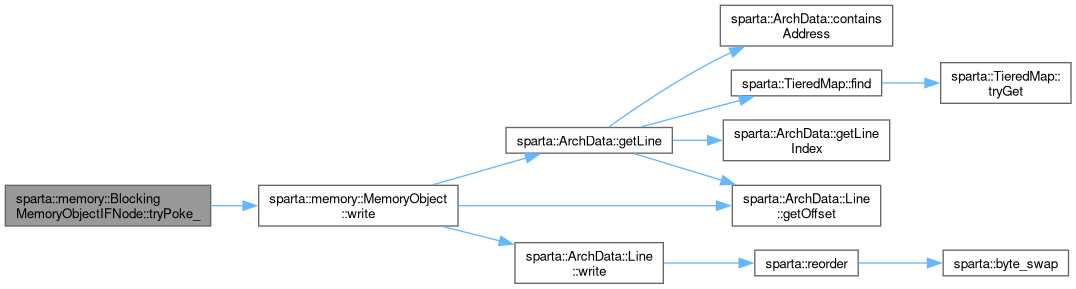 sparta::memory::Blocking
MemoryObjectIFNode::tryPoke_
sparta::memory::MemoryObject
::write
sparta::ArchData::getLine
sparta::ArchData::contains
Address
sparta::TieredMap::find
sparta::TieredMap::
tryGet
sparta::ArchData::getLine
Index
sparta::ArchData::Line
::getOffset
sparta::ArchData::Line
::write
sparta::reorder
sparta::byte_swap